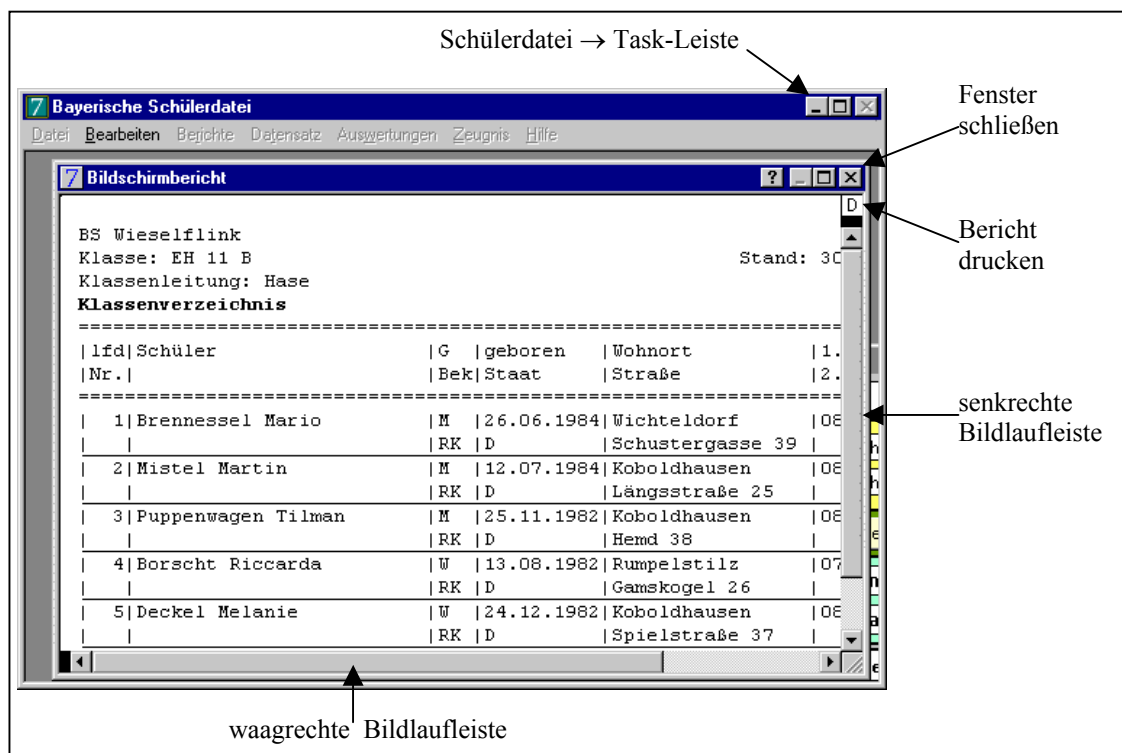 Schülerdatei → Task-Leiste
Bayerische Schülerdatei
Datei Bearbeiten Berichte Datensatz Auswertungen Zeugnis Hilfe
Fenster
schließen
Bildschirmbericht
D
Bericht
drucken
BS Wieselflink
Klasse: EH 11 B Stand: 30
Klassenleitung: Hase
Klassenverzeichnis
==================================================
|lfd|Schüler |G |geboren |Wohnort |1.
|Nr.| |Bek|Staat |Straße |2.
==================================================
| 1|Brennessel Mario |M |26.06.1984|Wichteldorf |08
| | |RK |D |Schustergasse 39 |
| 2|Mistel Martin |M |12.07.1984|Koboldhausen |08
| | |RK |D |Längsstraße 25 |
| 3|Puppenwagen Tilman |M |25.11.1982|Koboldhausen |08
| | |RK |D |Hemd 38 |
| 4|Borscht Riccarda |W |13.08.1982|Rumpelstilz |07
| | |RK |D |Gamskogel 26 |
| 5|Deckel Melanie |W |24.12.1982|Koboldhausen |08
| | |RK |D |Spielstraße 37 |
senkrechte
Bildlaufleiste
waagrechte Bildlaufleiste